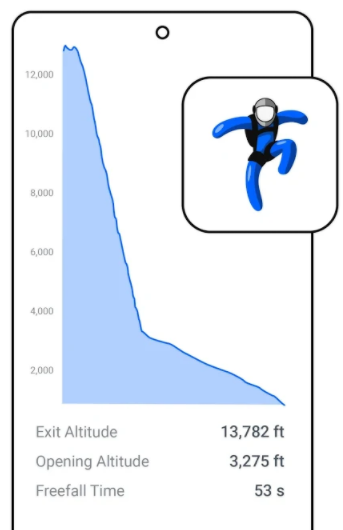 12,000
10,000
8,000
6,000
4,000
2,000
Exit Altitude 13,782 ft
Opening Altitude 3,275 ft
Freefall Time 53 s